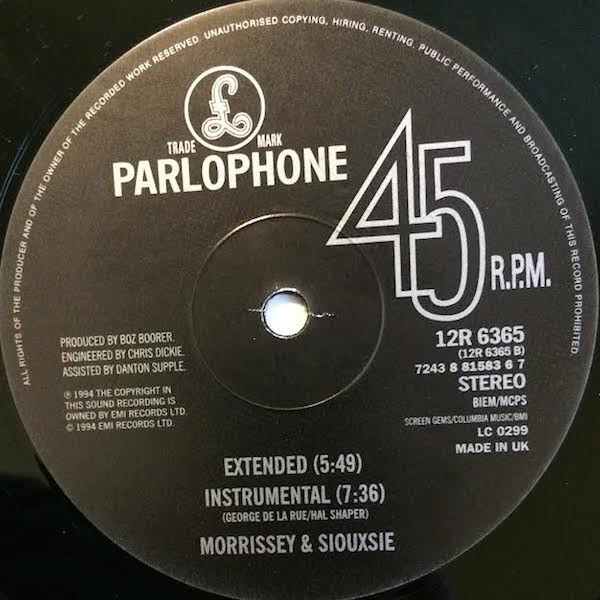 ALL RIGHTS OF THE PRODUCER AND OF THE OWNER OF THE RECORDED WORK RESERVED. UNAUTHORISED COPYING, HIRING, RENTING, PUBLIC PERFORMANCE AND BROADCASTING OF THIS RECORD PROHIBITED.
£
TRADE MARK
PARLOPHONE
45
R.P.M.
PRODUCED BY BOZ BOORER.
ENGINEERED BY CHRIS DICKIE.
ASSISTED BY DANTON SUPPLE.
℗ 1994 THE COPYRIGHT IN
THIS SOUND RECORDING IS
OWNED BY EMI RECORDS LTD.
© 1994 EMI RECORDS LTD.
12R 6365
(12R 6365 B)
7243 8 81583 6 7
STEREO
BIEM/MCPS
SCREEN GEMS/COLUMBIA MUSIC/BMI
LC 0299
MADE IN UK
EXTENDED (5:49)
INSTRUMENTAL (7:36)
(GEORGE DE LA RUE/HAL SHAPER)
MORRISSEY & SIOUXSIE